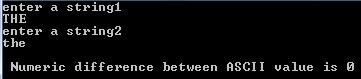 enter a string1
THE
enter a string2
the
Numeric difference between ASCII value is 0